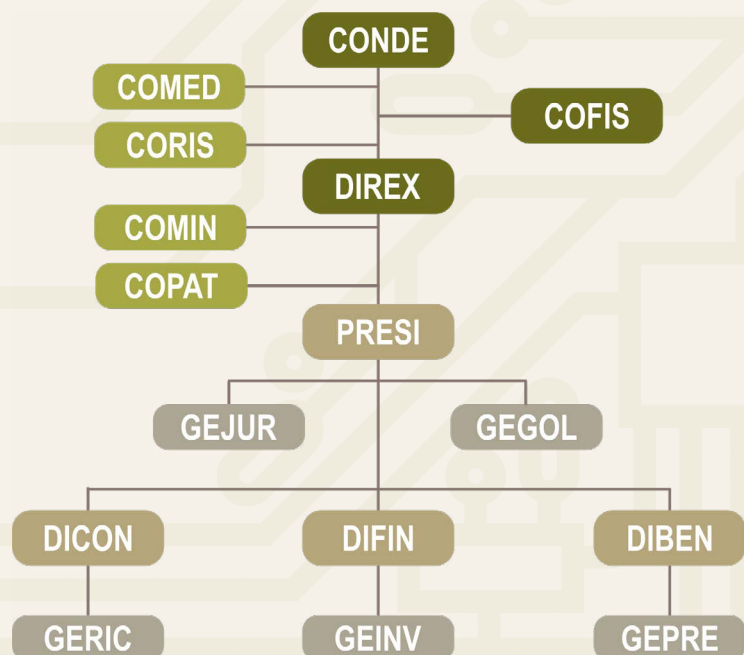 CONDE
COMED
COFIS
CORIS
DIREX
COMIN
COPAT
PRESI
GEJUR
GEGOL
DICON
DIFIN
DIBEN
GERIC
GEINV
GEPRE